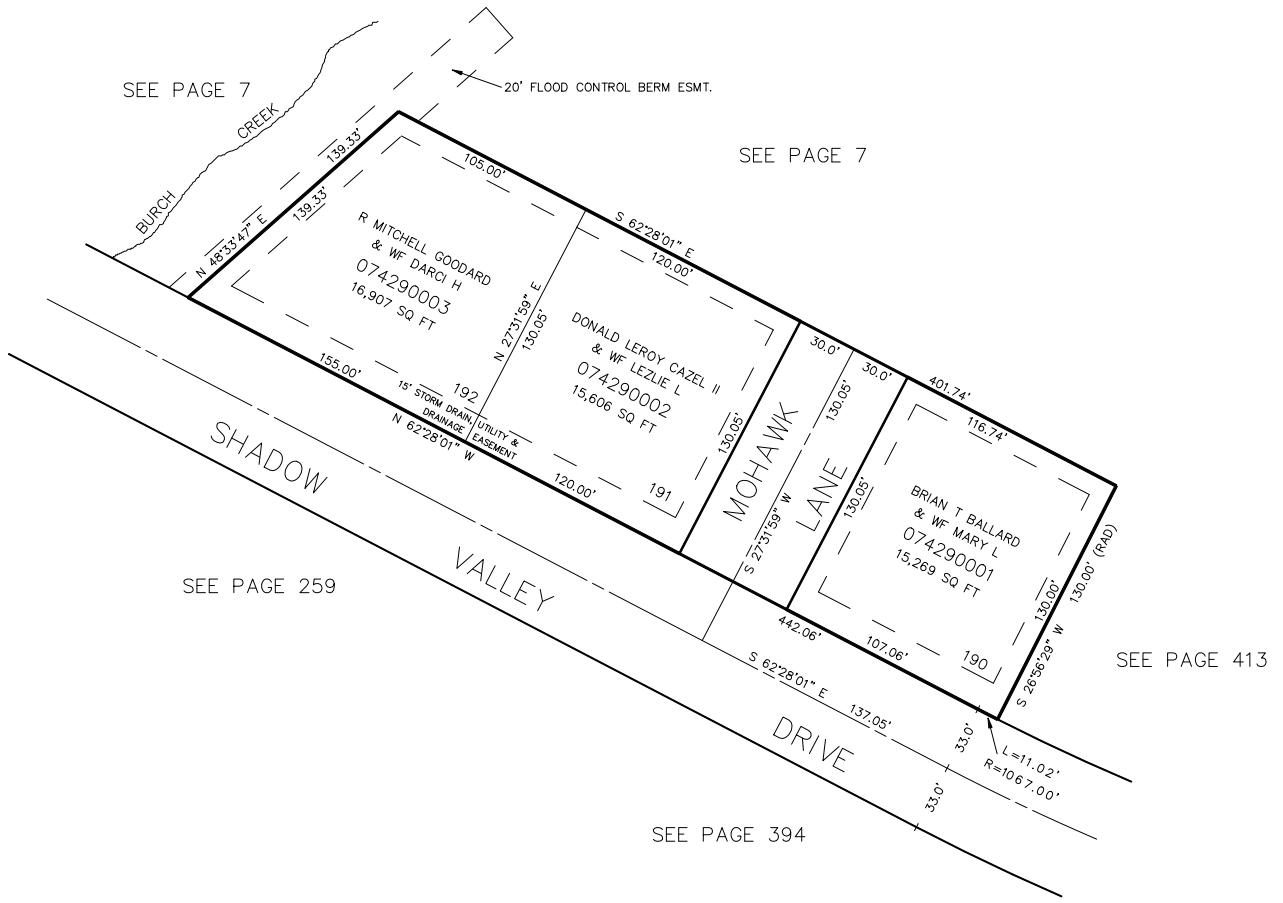 SEE PAGE 7
BURCH
CREEK
20' FLOOD CONTROL BERM ESMT.
SEE PAGE 7
139.33'
N 48°33'47" E
139.33'
105.00'
S 62°28'01" E
120.00'
R MITCHELL GOODARD
& WF DARCI H
074290003
16,907 SQ FT
N 27°31'59" E
130.05'
DONALD LEROY CAZEL II
& WF LEZLIE L
074290002
15,606 SQ FT
155.00'
192
15' STORM DRAIN, UTILITY &
DRAINAGE EASEMENT
N 62°28'01" W
120.00'
191
130.05'
30.0'
30.0'
401.74'
116.74'
MOHAWK
LANE
130.05'
S 27°31'59" W
130.05'
BRIAN T BALLARD
& WF MARY L
074290001
15,269 SQ FT
130.00'
S 26°56'29" W 130.00' (RAD)
190
442.06'
107.06'
SHADOW
VALLEY
DRIVE
SEE PAGE 259
SEE PAGE 413
S 62°28'01" E
137.05'
33.0'
33.0'
L=11.02'
R=1067.00'
SEE PAGE 394